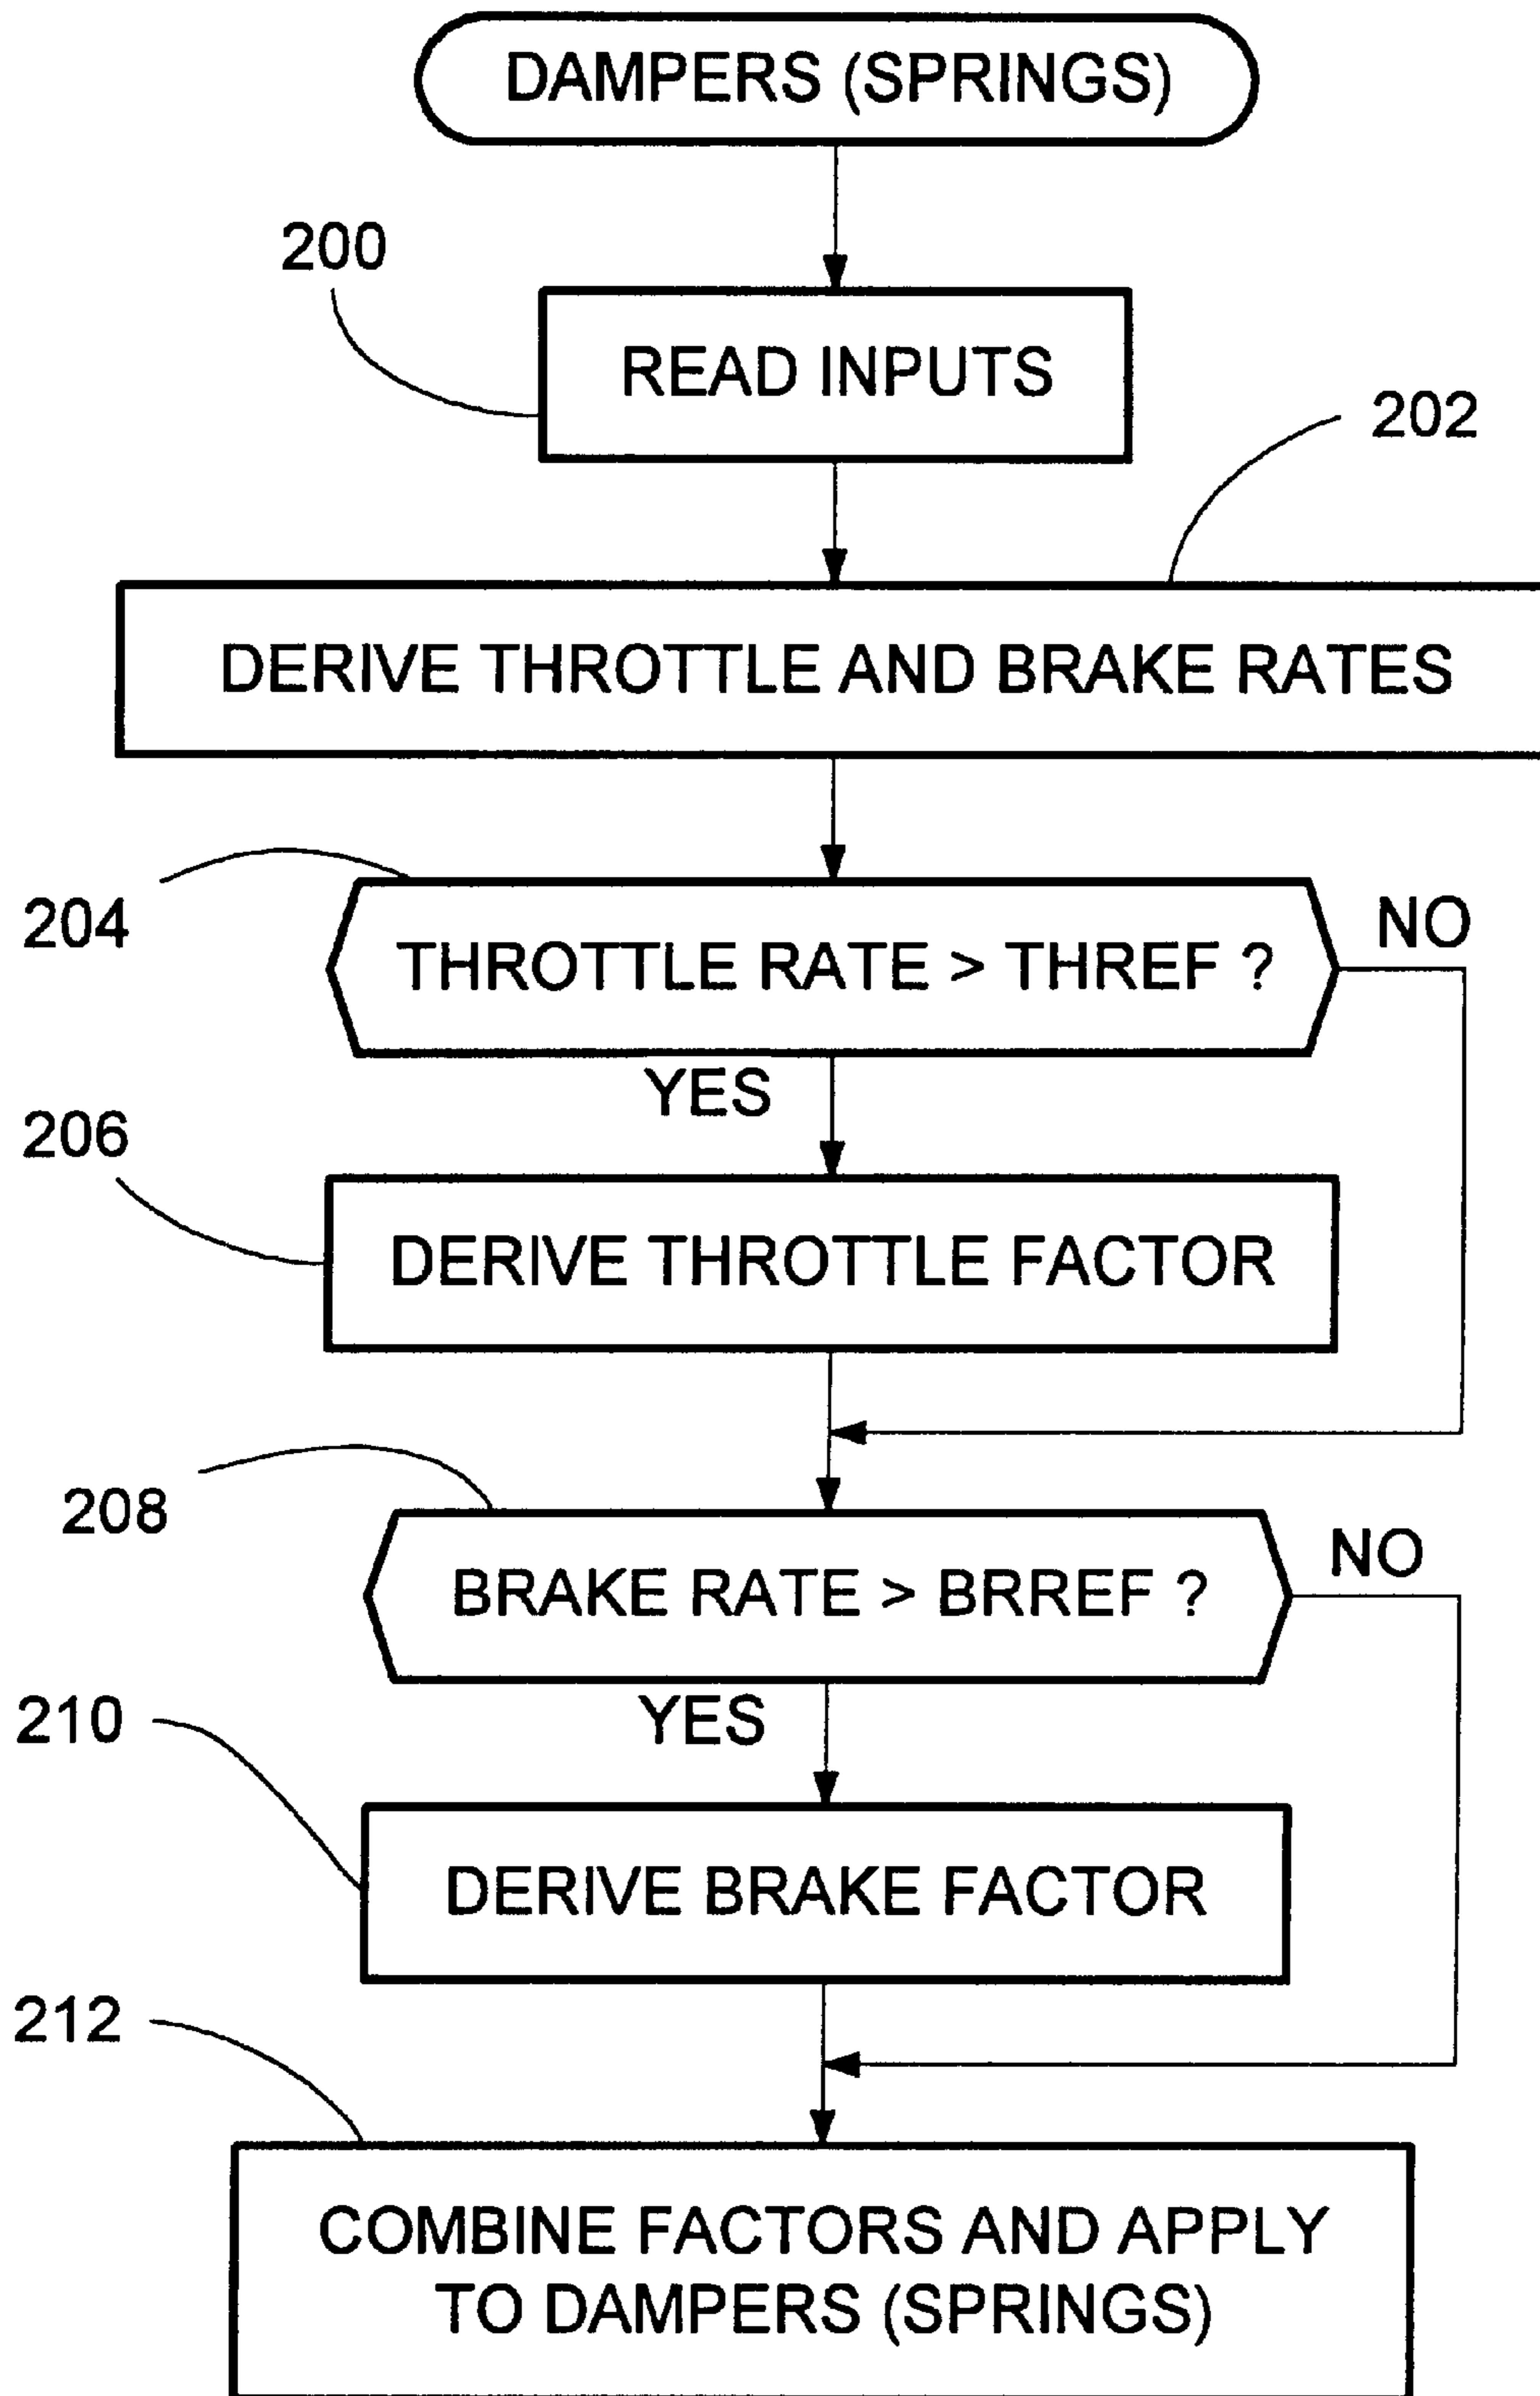 DAMPERS (SPRINGS)
200
READ INPUTS
202
DERIVE THROTTLE AND BRAKE RATES
204
THROTTLE RATE > THREF ?
NO
YES
206
DERIVE THROTTLE FACTOR
208
BRAKE RATE > BRREF ?
NO
YES
210
DERIVE BRAKE FACTOR
212
COMBINE FACTORS AND APPLY
TO DAMPERS (SPRINGS)